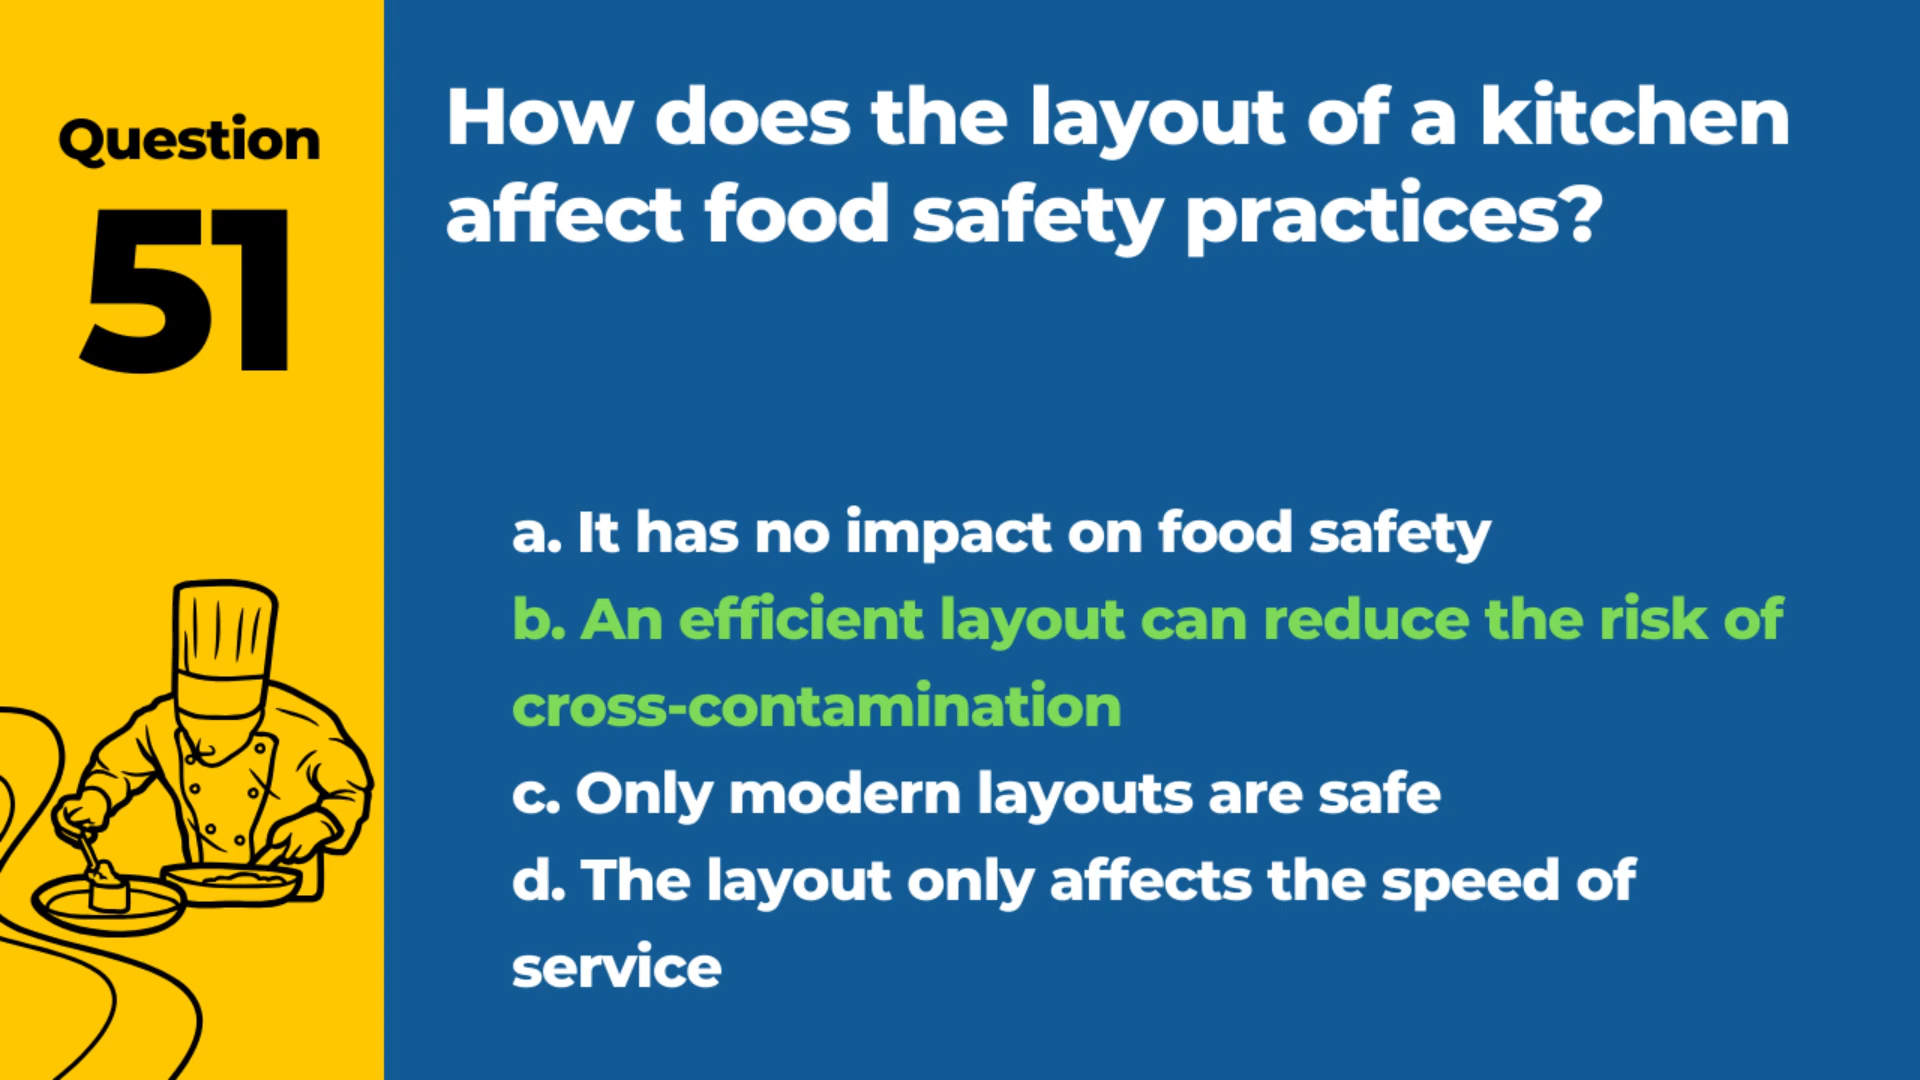 Question
51
How does the layout of a kitchen
affect food safety practices?
a. It has no impact on food safety
b. An efficient layout can reduce the risk of
cross-contamination
c. Only modern layouts are safe
d. The layout only affects the speed of
service